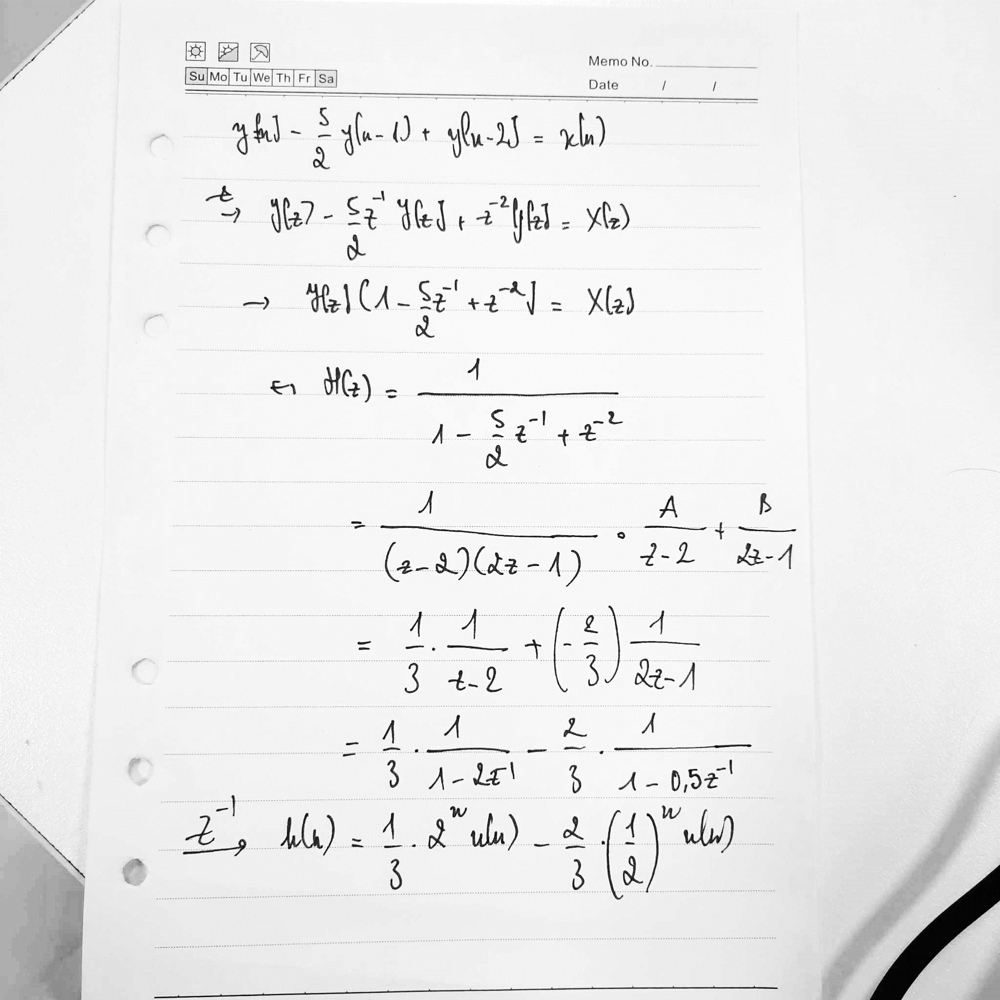 Memo No.
Su Mo Tu We Th Fr Sa
Date / /
y[n] - 5/2 y[n-1] + y[n-2] = x[n]
z → Y[z] - 5/2 z^-1 Y[z] + z^-2 Y[z] = X[z]
→ Y[z] (1 - 5/2 z^-1 + z^-2] = X[z]
↔ H(z) = 1 / (1 - 5/2 z^-1 + z^-2)
= 1 / ((z-2)(2z-1)) = A/(z-2) + B/(2z-1)
= 1/3 · 1/(z-2) + (-2/3) 1/(2z-1)
= 1/3 · 1/(1-2z^-1) - 2/3 · 1/(1-0,5z^-1)
Z^-1 → h(n) = 1/3 · 2^n u(n) - 2/3 · (1/2)^n u(n)